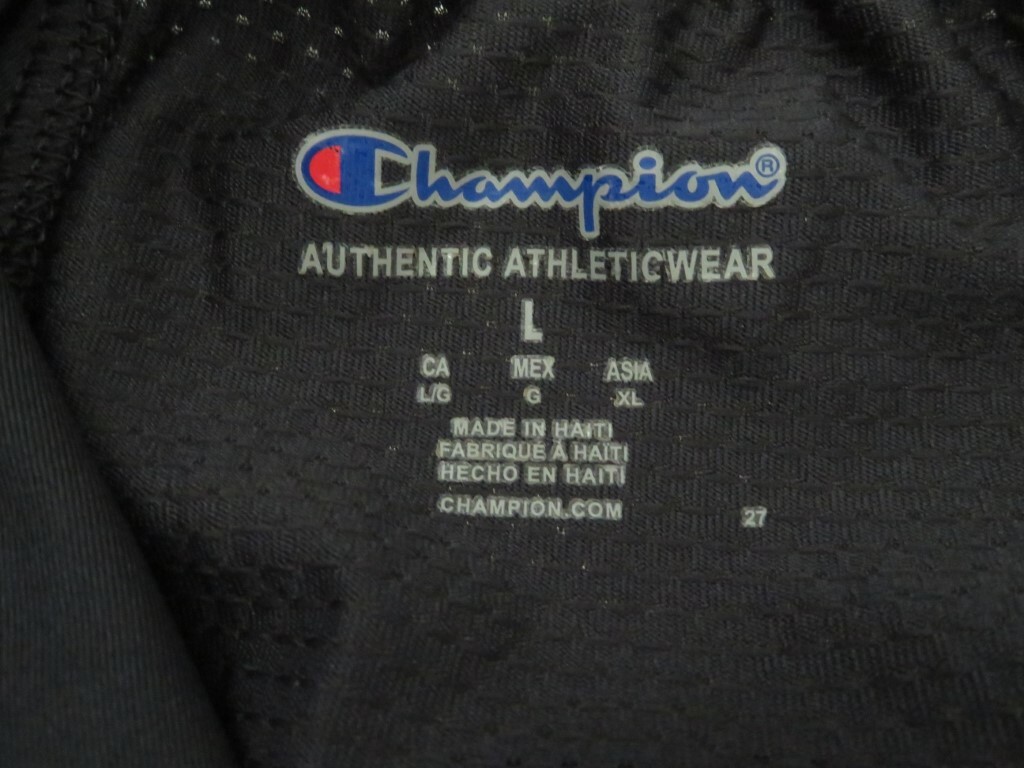 Champion®
AUTHENTIC ATHLETICWEAR
L
CA MEX ASIA
L/G G XL
MADE IN HAITI
FABRIQUÉ À HAITI
HECHO EN HAITI
CHAMPION.COM
27